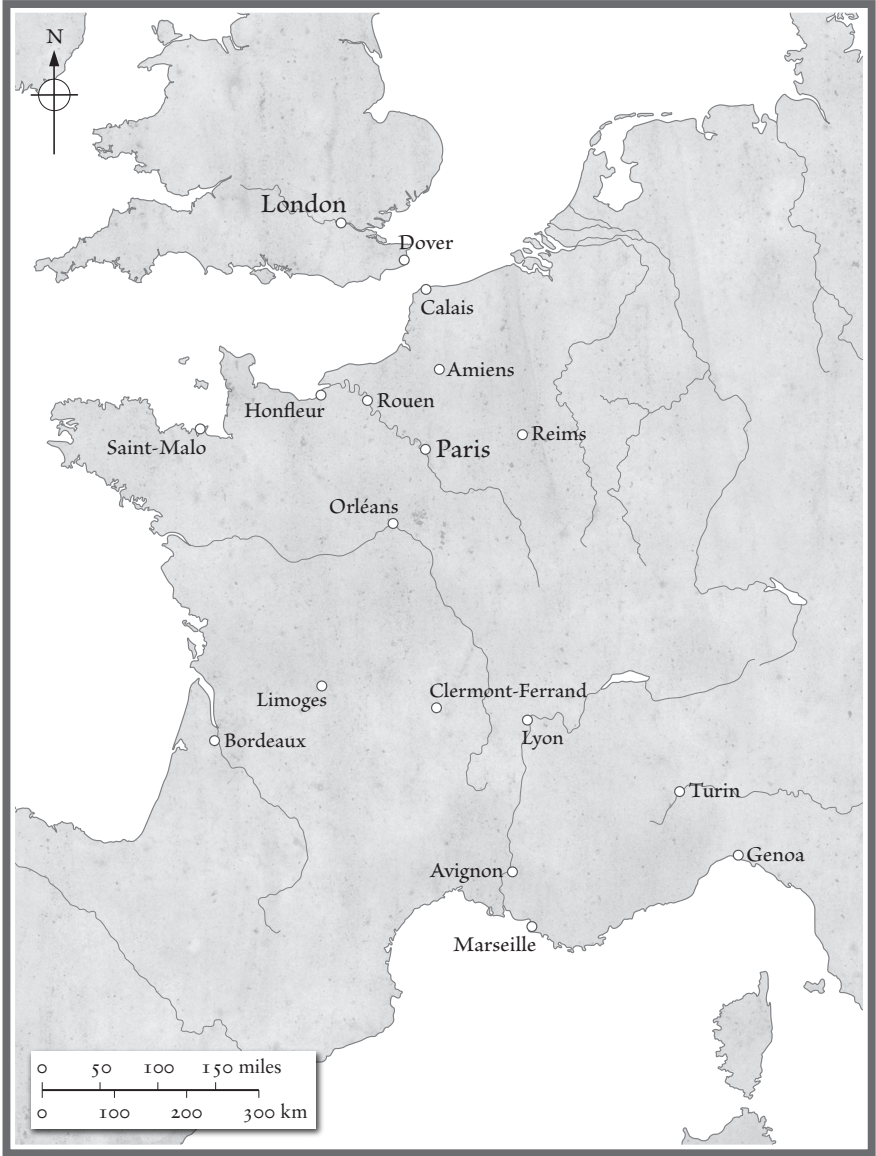 N
London
Dover
Calais
Amiens
Honfleur
Rouen
Saint-Malo
Paris
Reims
Orléans
Limoges
Clermont-Ferrand
Bordeaux
Lyon
Turin
Avignon
Genoa
Marseille
0 50 100 150 miles
0 100 200 300 km